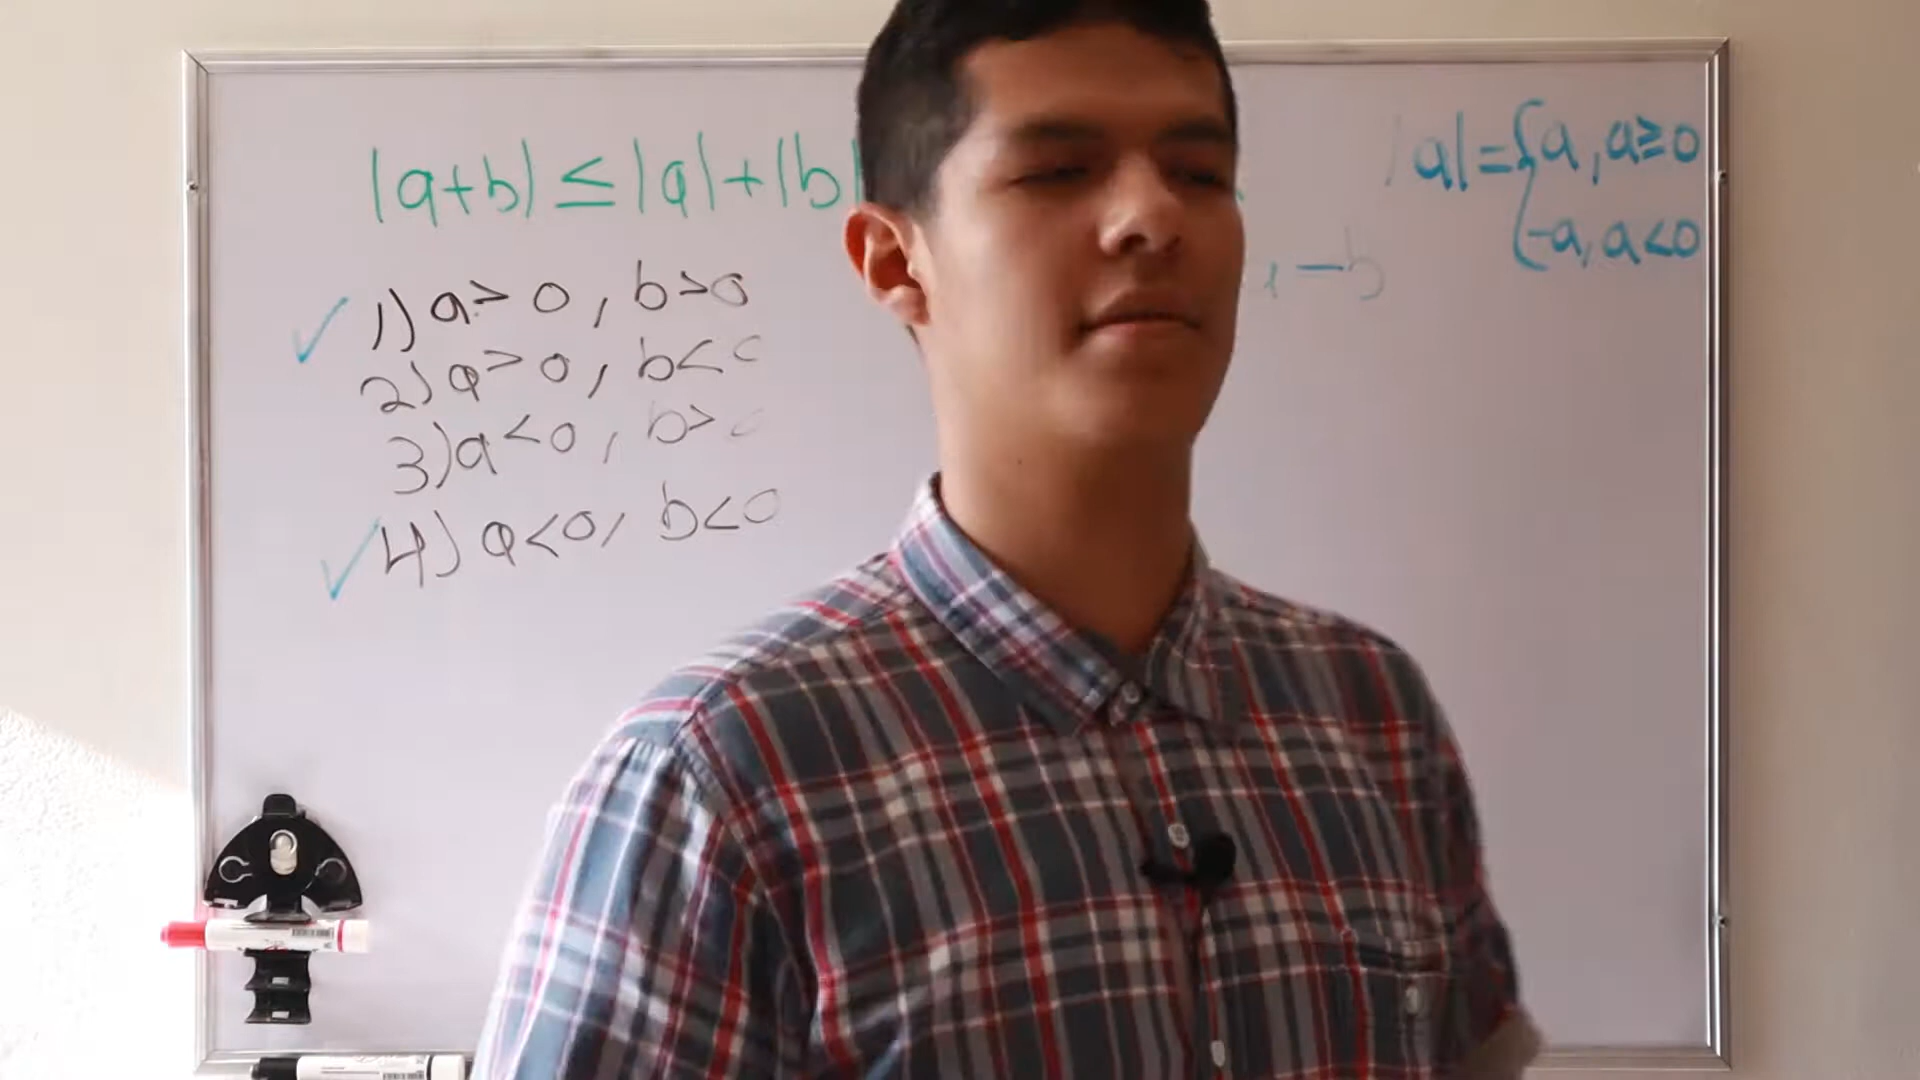 |a+b| ≤ |a|+|b|
|a|={a, a≥0
-a, a<0
, -b
✓ 1) a>0, b>0
2) a>0, b<0
3) a<0, b>0
✓ 4) a<0, b<0